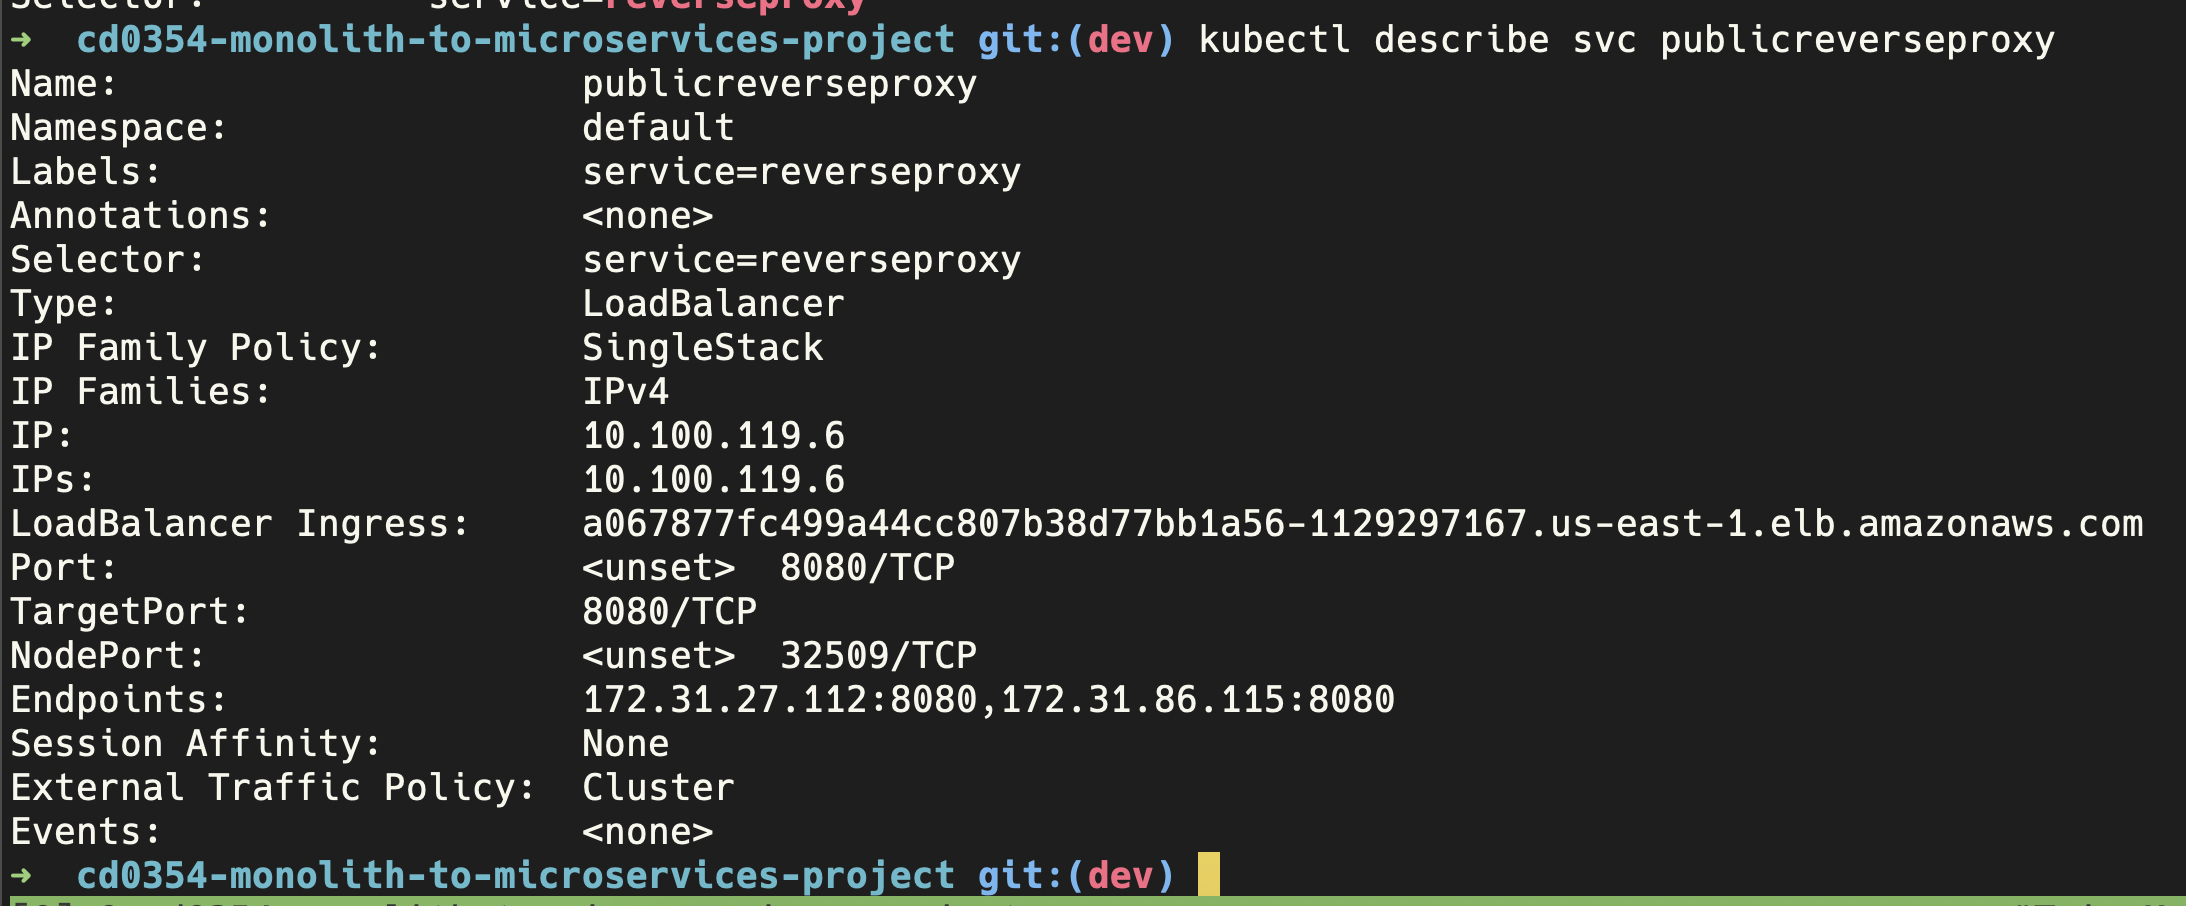 Selector: service=reverseproxy
➜ cd0354-monolith-to-microservices-project git:(dev) kubectl describe svc publicreverseproxy
Name: publicreverseproxy
Namespace: default
Labels: service=reverseproxy
Annotations: <none>
Selector: service=reverseproxy
Type: LoadBalancer
IP Family Policy: SingleStack
IP Families: IPv4
IP: 10.100.119.6
IPs: 10.100.119.6
LoadBalancer Ingress: a067877fc499a44cc807b38d77bb1a56-1129297167.us-east-1.elb.amazonaws.com
Port: <unset> 8080/TCP
TargetPort: 8080/TCP
NodePort: <unset> 32509/TCP
Endpoints: 172.31.27.112:8080,172.31.86.115:8080
Session Affinity: None
External Traffic Policy: Cluster
Events: <none>
➜ cd0354-monolith-to-microservices-project git:(dev)